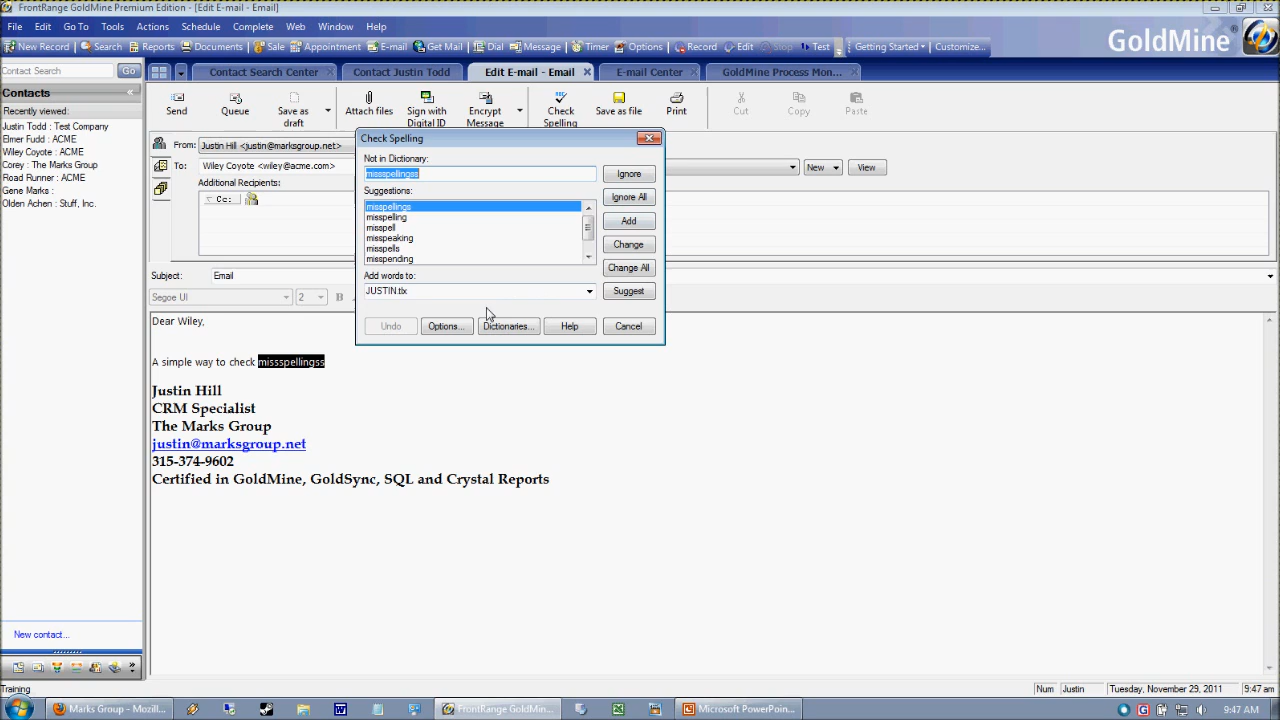 FrontRange GoldMine Premium Edition - [Edit E-mail - Email]
File Edit Go To Tools Actions Schedule Complete Web Window Help
New Record Search Reports Documents Sale Appointment E-mail Get Mail Dial Message Timer Options Record Edit Stop Test Getting Started Customize...
GoldMine
Contact Search Go
Contact Search Center Contact Justin Todd Edit E-mail - Email E-mail Center GoldMine Process Mon...
Contacts
Recently viewed:
Justin Todd : Test Company
Elmer Fudd : ACME
Wiley Coyote : ACME
Corey : The Marks Group
Road Runner : ACME
Gene Marks :
Olden Achen : Stuff, Inc.
New contact...
Send Queue Save as draft Attach files Sign with Digital ID Encrypt Message Check Spelling Save as file Print Cut Copy Paste
From: Justin Hill <justin@marksgroup.net>
To: Wiley Coyote <wiley@acme.com> New View
Additional Recipients:
Cc:
Subject: Email
Segoe UI 2 B
Check Spelling
Not in Dictionary:
missspellingss Ignore
Suggestions: Ignore All
misspellings
misspelling Add
misspell
misspeaking Change
misspells
mispending
Add words to: Change All
JUSTIN.tlx Suggest
Undo Options... Dictionaries... Help Cancel
Dear Wiley,
A simple way to check missspellingss
Justin Hill
CRM Specialist
The Marks Group
justin@marksgroup.net
315-374-9602
Certified in GoldMine, GoldSync, SQL and Crystal Reports
Training Num Justin Tuesday, November 29, 2011 9:47 am
Marks Group - Mozill... FrontRange GoldMine... Microsoft PowerPoin... 9:47 AM